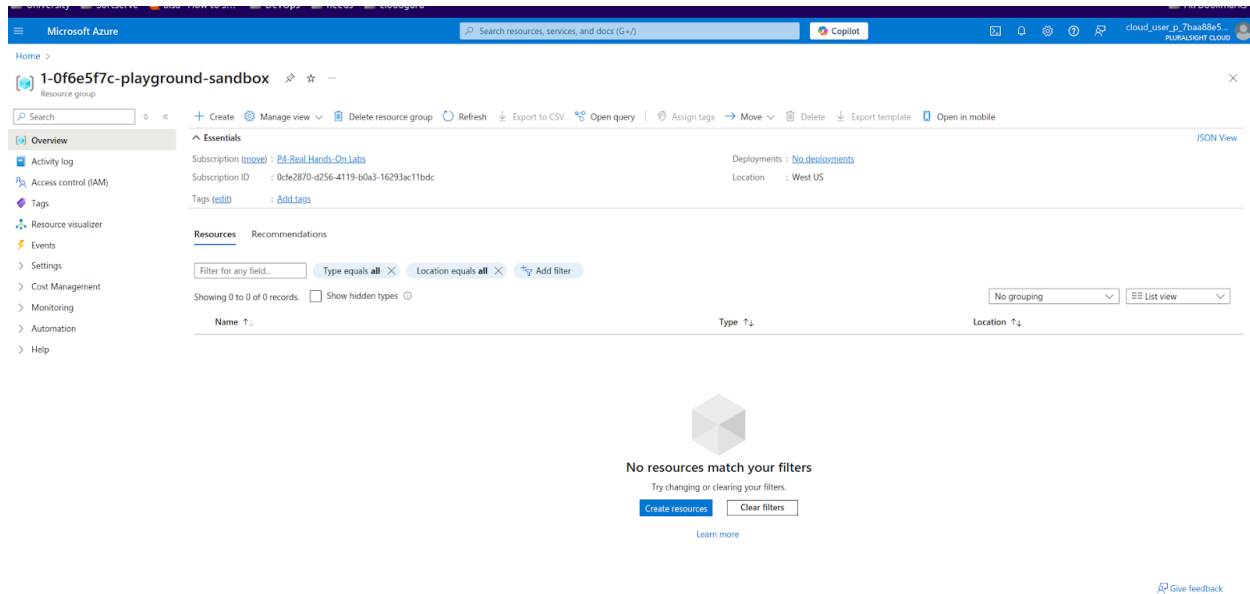 Microsoft Azure
Search resources, services, and docs (G+/)
Copilot
cloud_user_p_7baa88e5...
PLURALSIGHT CLOUD
Home >
1-0f6e5f7c-playground-sandbox
Resource group
Search
Create
Manage view
Delete resource group
Refresh
Export to CSV
Open query
Assign tags
Move
Delete
Export template
Open in mobile
Overview
Activity log
Access control (IAM)
Tags
Resource visualizer
Events
Settings
Cost Management
Monitoring
Automation
Help
Essentials
JSON View
Subscription (move) : P4-Real Hands-On Labs
Subscription ID : 0cfe2870-d256-4119-b0a3-16293ac11bdc
Tags (edit) : Add tags
Deployments : No deployments
Location : West US
Resources Recommendations
Filter for any field...
Type equals all
Location equals all
Add filter
Showing 0 to 0 of 0 records.
Show hidden types
No grouping
List view
Name
Type
Location
No resources match your filters
Try changing or clearing your filters.
Create resources
Clear filters
Learn more
Give feedback